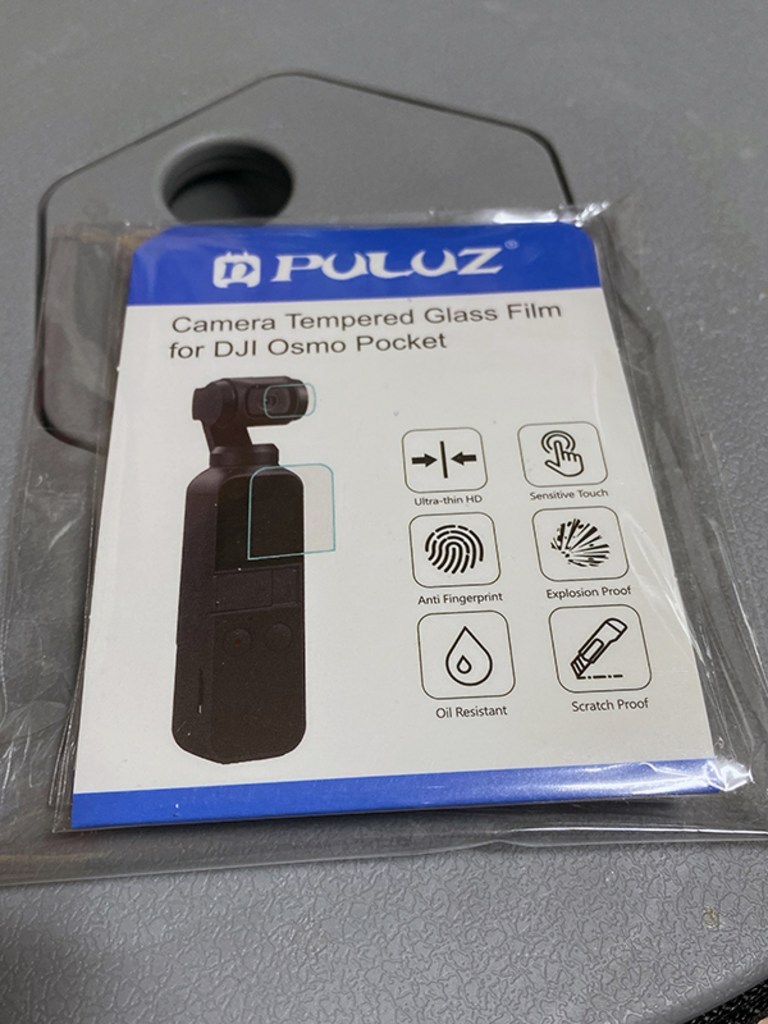 PULUZ®
Camera Tempered Glass Film
for DJI Osmo Pocket
Ultra-thin HD
Sensitive Touch
Anti Fingerprint
Explosion Proof
Oil Resistant
Scratch Proof